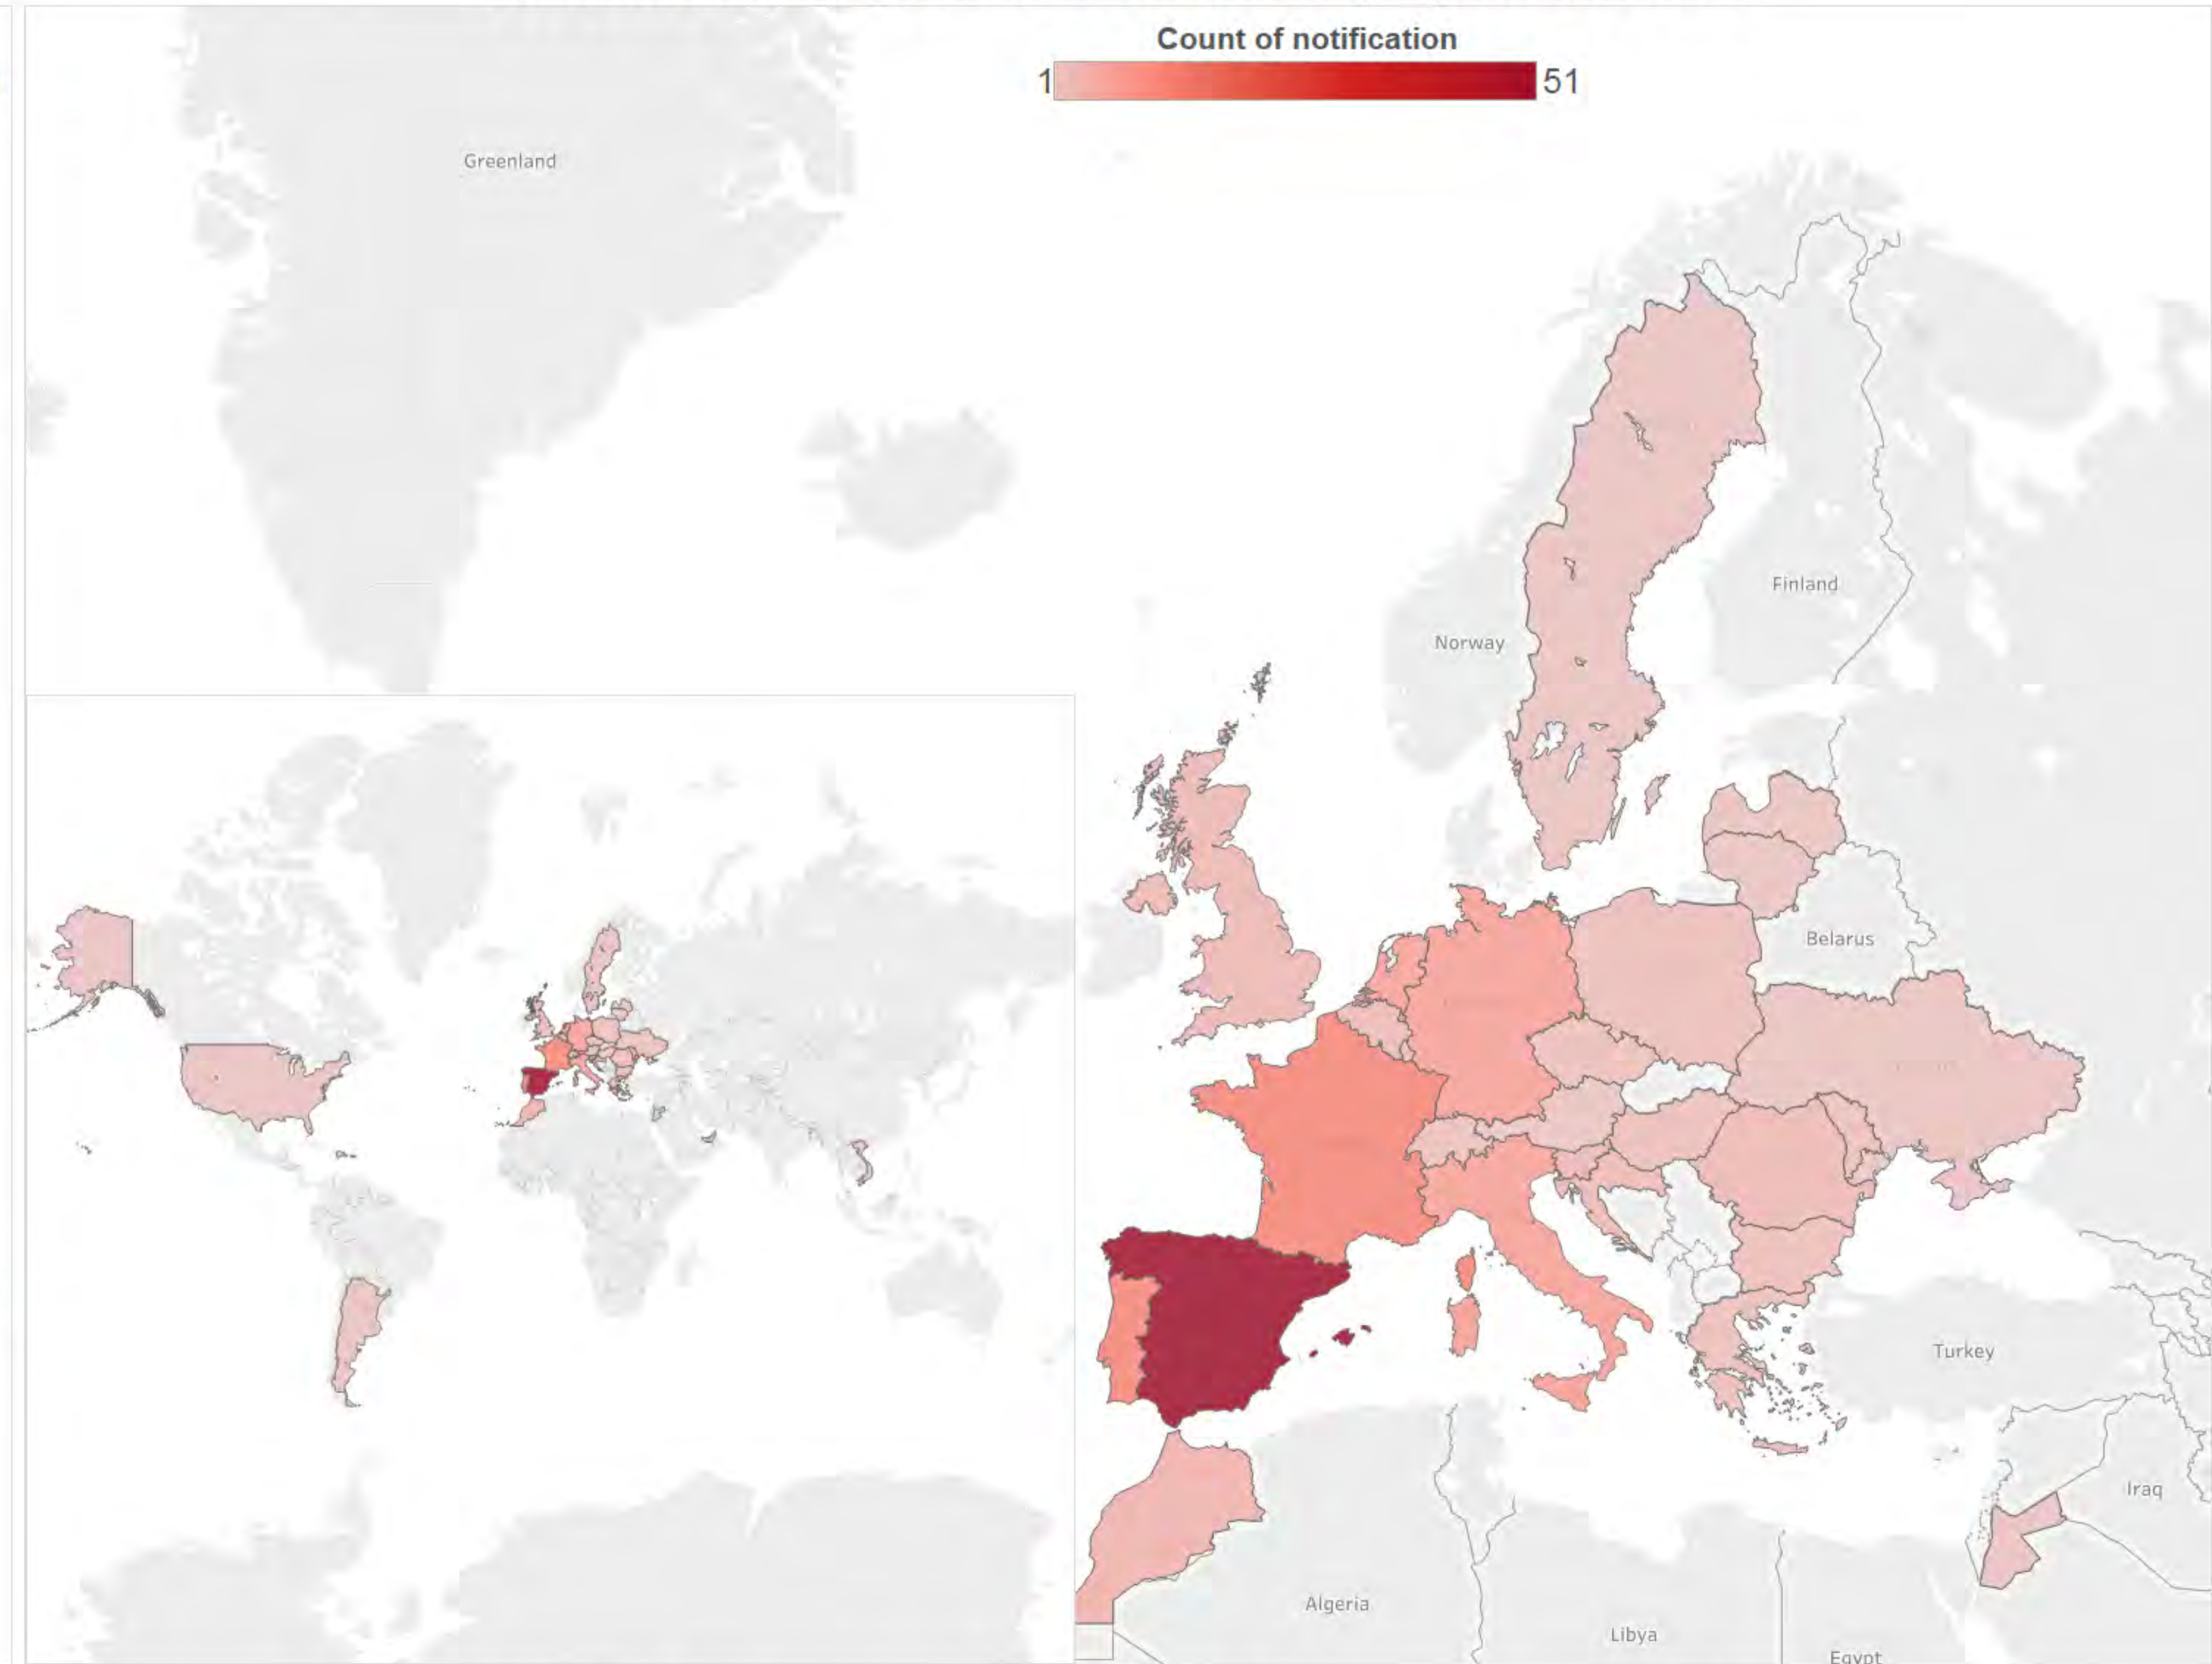 Count of notification
1 51
Greenland
Finland
Norway
Belarus
Turkey
Iraq
Algeria
Libya
Egypt